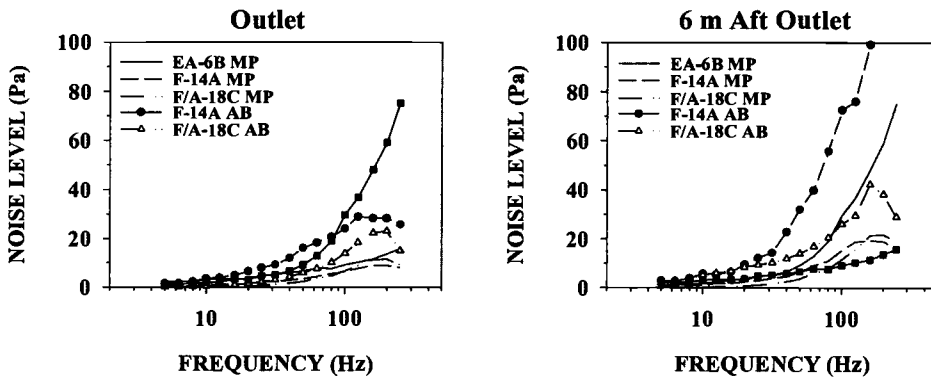 Outlet
NOISE LEVEL (Pa)
100
80
60
40
20
0
EA-6B MP
F-14A MP
F/A-18C MP
F-14A AB
F/A-18C AB
10
100
FREQUENCY (Hz)
6 m Aft Outlet
NOISE LEVEL (Pa)
100
80
60
40
20
0
EA-6B MP
F-14A MP
F/A-18C MP
F-14A AB
F/A-18C AB
10
100
FREQUENCY (Hz)